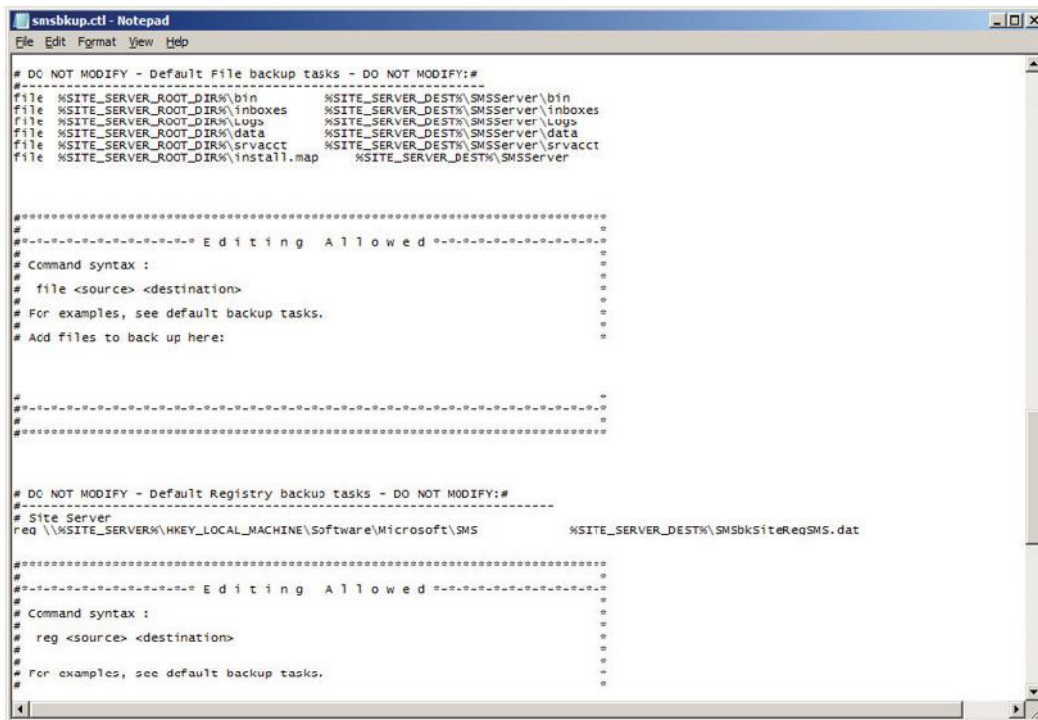 smsbkup.ctl - Notepad
File Edit Format View Help
# DO NOT MODIFY - Default File backup tasks - DO NOT MODIFY:#
#-------------------------------------------------------------
file %SITE_SERVER_ROOT_DIR%\bin %SITE_SERVER_DEST%\SMSServer\bin
file %SITE_SERVER_ROOT_DIR%\inboxes %SITE_SERVER_DEST%\SMSServer\inboxes
file %SITE_SERVER_ROOT_DIR%\Logs %SITE_SERVER_DEST%\SMSServer\Logs
file %SITE_SERVER_ROOT_DIR%\data %SITE_SERVER_DEST%\SMSServer\data
file %SITE_SERVER_ROOT_DIR%\srvacct %SITE_SERVER_DEST%\SMSServer\srvacct
file %SITE_SERVER_ROOT_DIR%\install.map %SITE_SERVER_DEST%\SMSServer
#******************************************************************************
# *
#*-*-*-*-*-*-*-*-*-*-*-* E d i t i n g A l l o w e d *-*-*-*-*-*-*-*-*-*-*-*
# *
# Command syntax : *
# *
# file <source> <destination> *
# *
# For examples, see default backup tasks. *
# *
# Add files to back up here: *
# *
#*-*-*-*-*-*-*-*-*-*-*-*-*-*-*-*-*-*-*-*-*-*-*-*-*-*-*-*-*-*-*-*-*-*-*-*-*-*-*
# *
#******************************************************************************
# DO NOT MODIFY - Default Registry backup tasks - DO NOT MODIFY:#
#----------------------------------------------------------------------
# Site Server
reg \\%SITE_SERVER%\HKEY_LOCAL_MACHINE\Software\Microsoft\SMS %SITE_SERVER_DEST%\SMSbkSiteRegSMS.dat
#******************************************************************************
# *
#*-*-*-*-*-*-*-*-*-*-*-* E d i t i n g A l l o w e d *-*-*-*-*-*-*-*-*-*-*-*
# *
# Command syntax : *
# *
# reg <source> <destination> *
# *
# *
# For examples, see default backup tasks. *
# *